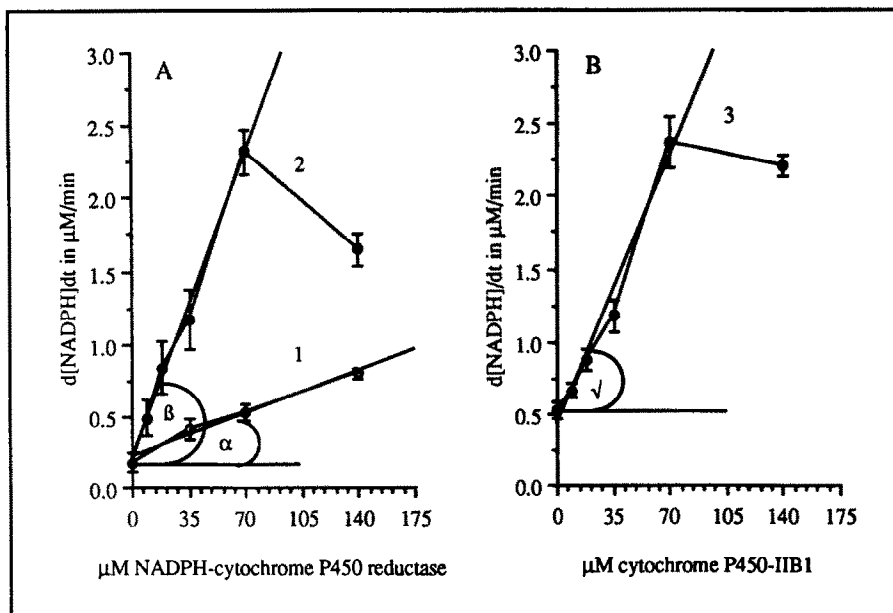 A
3.0
2.5
2.0
1.5
1.0
0.5
0.0
d[NADPH]dt in µM/min
2
1
ß
α
0 35 70 105 140 175
µM NADPH-cytochrome P450 reductase
B
3.0
2.5
2.0
1.5
1.0
0.5
0.0
d[NADPH]/dt in µM/min
3
√
0 35 70 105 140 175
µM cytochrome P450-IIB1